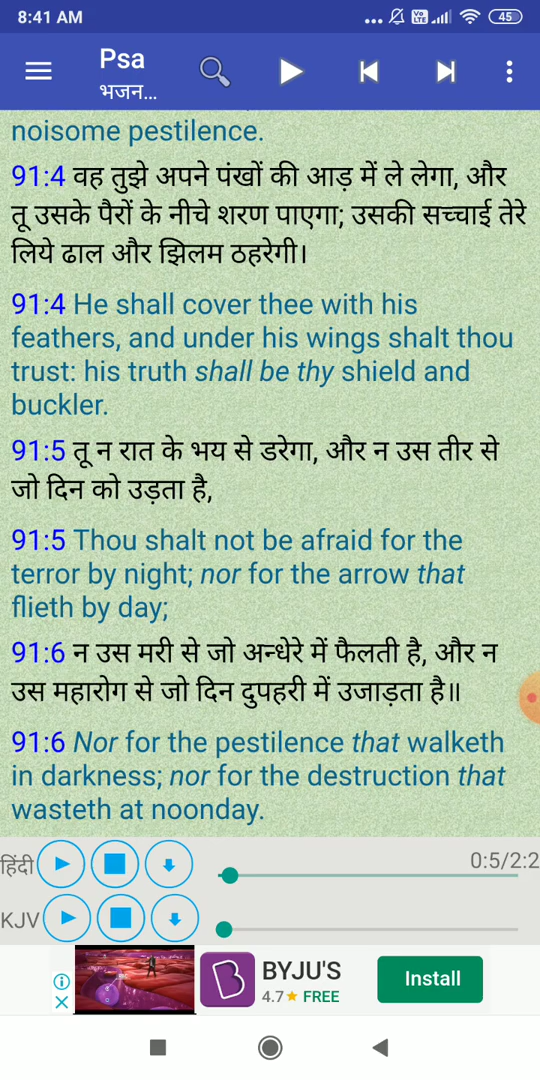 8:41 AM
Vo
LTE
45
Psa
भजन...
noisome pestilence.
91:4 वह तुझे अपने पंखों की आड़ में ले लेगा, और
तू उसके पैरों के नीचे शरण पाएगा; उसकी सच्चाई तेरे
लिये ढाल और झिलम ठहरेगी।
91:4 He shall cover thee with his
feathers, and under his wings shalt thou
trust: his truth shall be thy shield and
buckler.
91:5 तू न रात के भय से डरेगा, और न उस तीर से
जो दिन को उड़ता है,
91:5 Thou shalt not be afraid for the
terror by night; nor for the arrow that
flieth by day;
91:6 न उस मरी से जो अन्धेरे में फैलती है, और न
उस महारोग से जो दिन दुपहरी में उजाड़ता है॥
91:6 Nor for the pestilence that walketh
in darkness; nor for the destruction that
wasteth at noonday.
हिंदी
0:5/2:2
KJV
BYJU'S
4.7★ FREE
Install